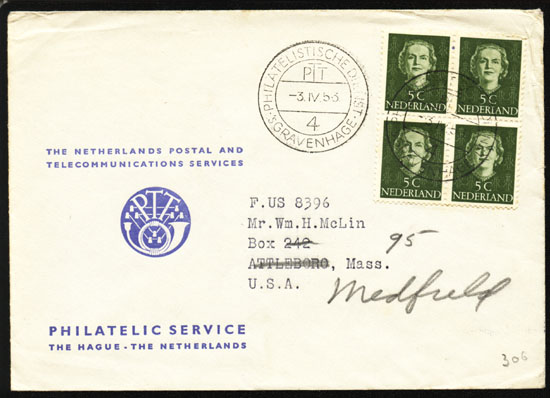 PHILATELISTISCHE DIENST
PTT
-3.IV.53.
4
'S-GRAVENHAGE
5C
NEDERLAND
5C
NEDERLAND
5C
NEDERLAND
5C
NEDERLAND
THE NETHERLANDS POSTAL AND
TELECOMMUNICATIONS SERVICES
PTT
F.US 8396
Mr.Wm.H.McLin
Box 242 95
ATTLEBORO, Mass.
U.S.A. Medfield
PHILATELIC SERVICE
THE HAGUE - THE NETHERLANDS
306